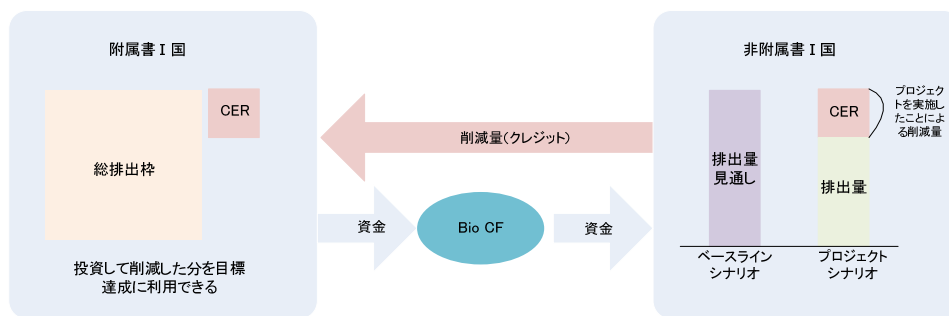 附属書Ⅰ国
CER
総排出枠
投資して削減した分を目標
達成に利用できる
削減量(クレジット)
資金
Bio CF
資金
非附属書Ⅰ国
排出量
見通し
CER
排出量
プロジェク
トを実施し
たことによ
る削減量
ベースライン
シナリオ
プロジェクト
シナリオ